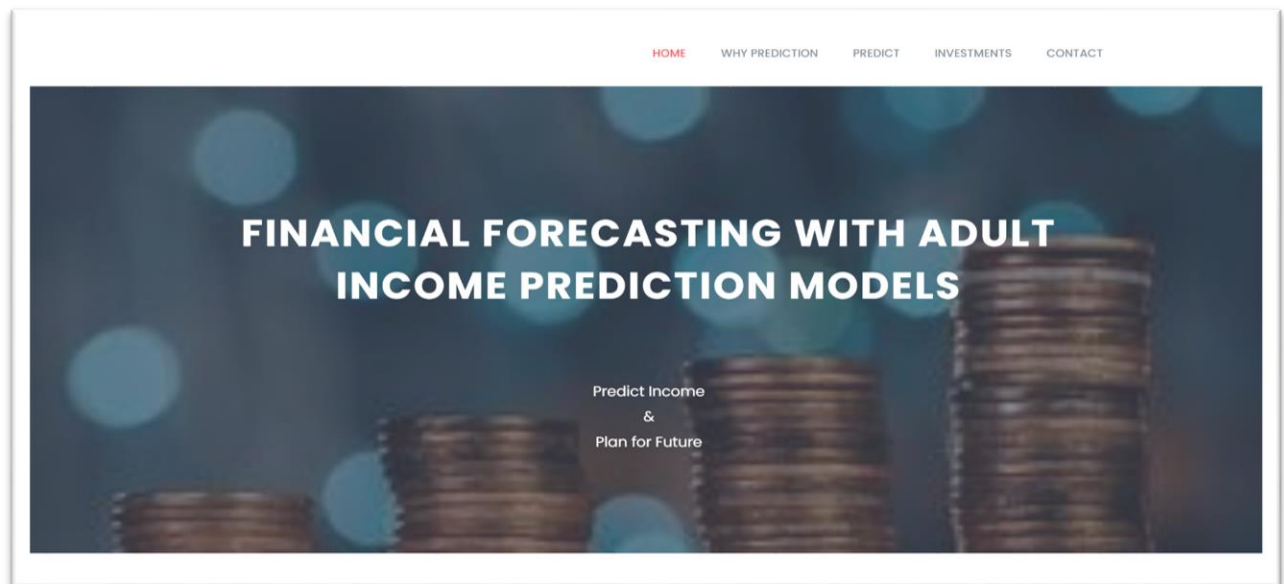 HOME WHY PREDICTION PREDICT INVESTMENTS CONTACT
FINANCIAL FORECASTING WITH ADULT
INCOME PREDICTION MODELS
Predict Income
&
Plan for Future